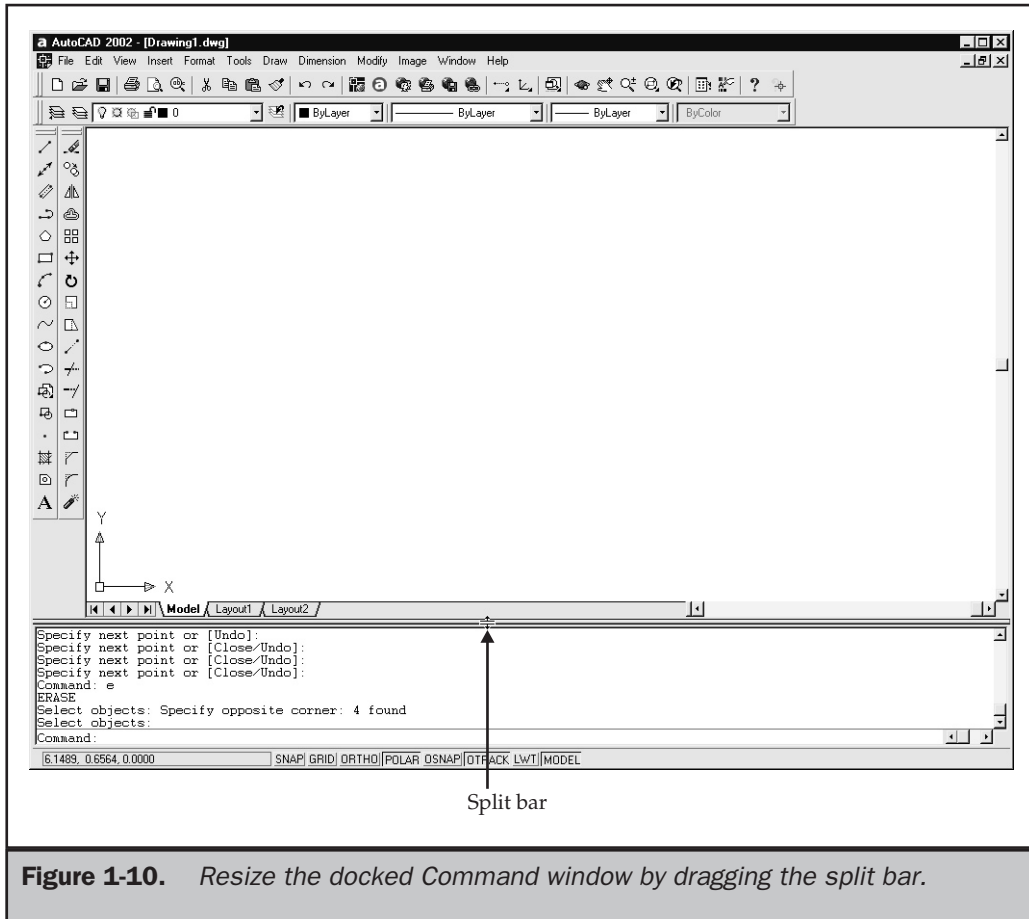 AutoCAD 2002 - [Drawing1.dwg]
File Edit View Insert Format Tools Draw Dimension Modify Image Window Help
0 ByLayer ByLayer ByLayer ByColor
A
Y
X
Model Layout1 Layout2
Specify next point or [Undo]:
Specify next point or [Close/Undo]:
Specify next point or [Close/Undo]:
Specify next point or [Close/Undo]:
Command: e
ERASE
Select objects: Specify opposite corner: 4 found
Select objects:
Command:
6.1489, 0.6564, 0.0000 SNAP GRID ORTHO POLAR OSNAP OTRACK LWT MODEL
Split bar
Figure 1-10. Resize the docked Command window by dragging the split bar.